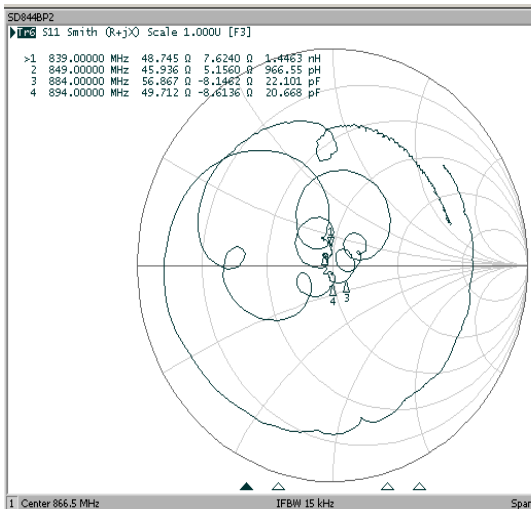 SD844BP2
Tr6 S11 Smith (R+jX) Scale 1.000U [F3]
>1 839.00000 MHz 48.745 Ω 7.6240 Ω 1.4463 nH
2 849.00000 MHz 45.936 Ω 5.1560 Ω 966.55 pH
3 884.00000 MHz 56.867 Ω -8.1462 Ω 22.101 pF
4 894.00000 MHz 49.712 Ω -8.6136 Ω 20.668 pF
1
2
3
4
1 Center 866.5 MHz IFBW 15 kHz Span